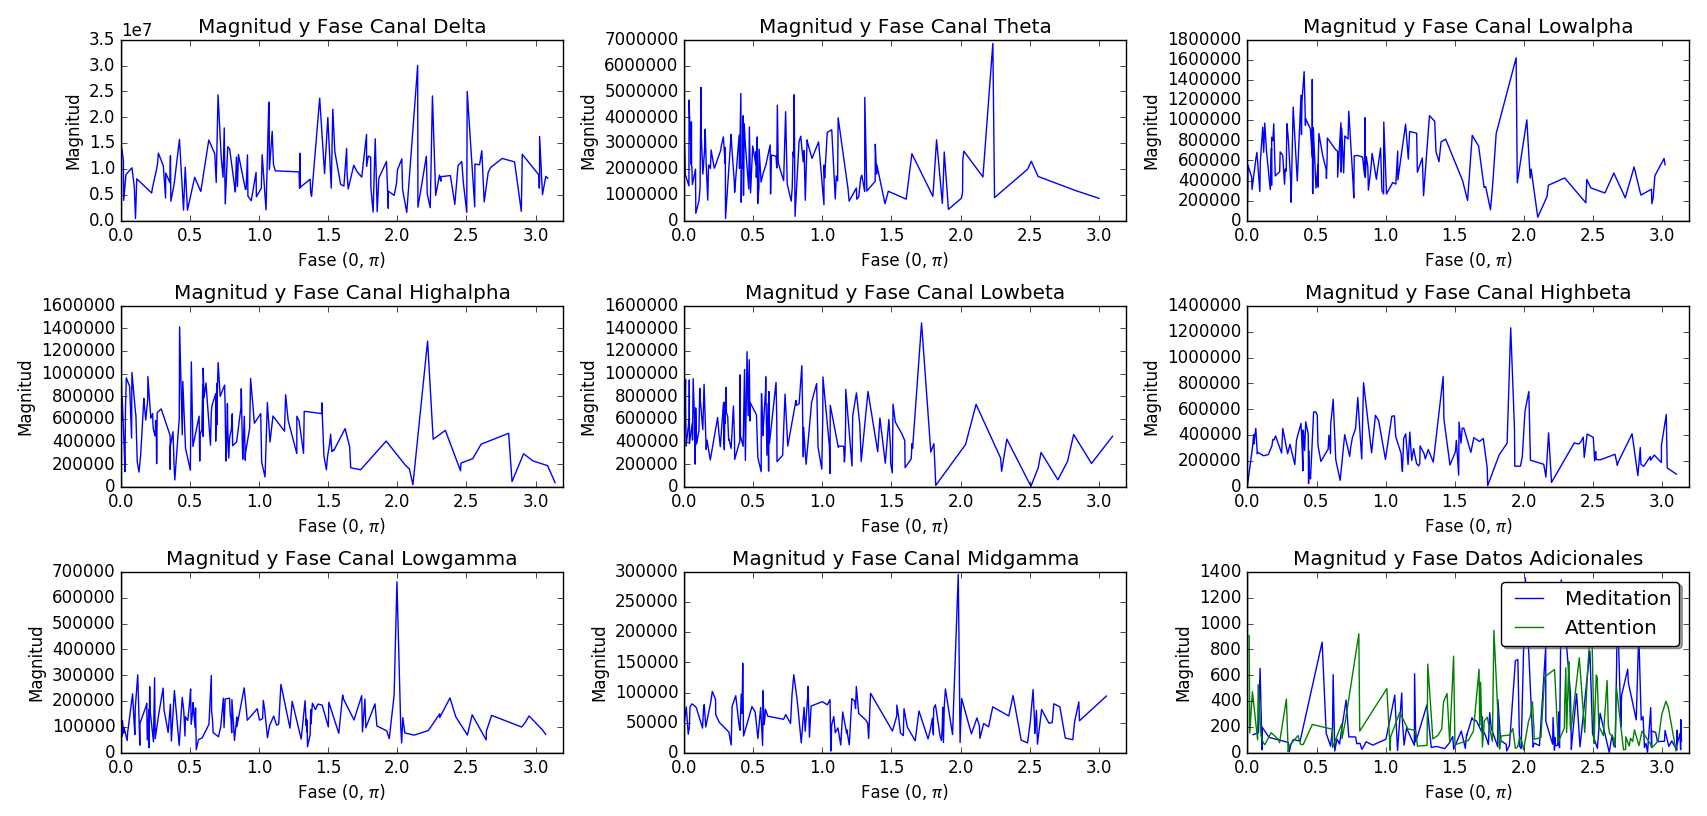 Magnitud y Fase Canal Delta
1e7
3.5
3.0
2.5
2.0
1.5
1.0
0.5
0.0
Magnitud
0.0 0.5 1.0 1.5 2.0 2.5 3.0
Fase (0, π)
Magnitud y Fase Canal Theta
7000000
6000000
5000000
4000000
3000000
2000000
1000000
0
Magnitud
0.0 0.5 1.0 1.5 2.0 2.5 3.0
Fase (0, π)
Magnitud y Fase Canal Lowalpha
1800000
1600000
1400000
1200000
1000000
800000
600000
400000
200000
0
Magnitud
0.0 0.5 1.0 1.5 2.0 2.5 3.0
Fase (0, π)
Magnitud y Fase Canal Highalpha
1600000
1400000
1200000
1000000
800000
600000
400000
200000
0
Magnitud
0.0 0.5 1.0 1.5 2.0 2.5 3.0
Fase (0, π)
Magnitud y Fase Canal Lowbeta
1600000
1400000
1200000
1000000
800000
600000
400000
200000
0
Magnitud
0.0 0.5 1.0 1.5 2.0 2.5 3.0
Fase (0, π)
Magnitud y Fase Canal Highbeta
1400000
1200000
1000000
800000
600000
400000
200000
0
Magnitud
0.0 0.5 1.0 1.5 2.0 2.5 3.0
Fase (0, π)
Magnitud y Fase Canal Lowgamma
700000
600000
500000
400000
300000
200000
100000
0
Magnitud
0.0 0.5 1.0 1.5 2.0 2.5 3.0
Fase (0, π)
Magnitud y Fase Canal Midgamma
300000
250000
200000
150000
100000
50000
0
Magnitud
0.0 0.5 1.0 1.5 2.0 2.5 3.0
Fase (0, π)
Magnitud y Fase Datos Adicionales
1400
1200
1000
800
600
400
200
0
Magnitud
Meditation
Attention
0.0 0.5 1.0 1.5 2.0 2.5 3.0
Fase (0, π)